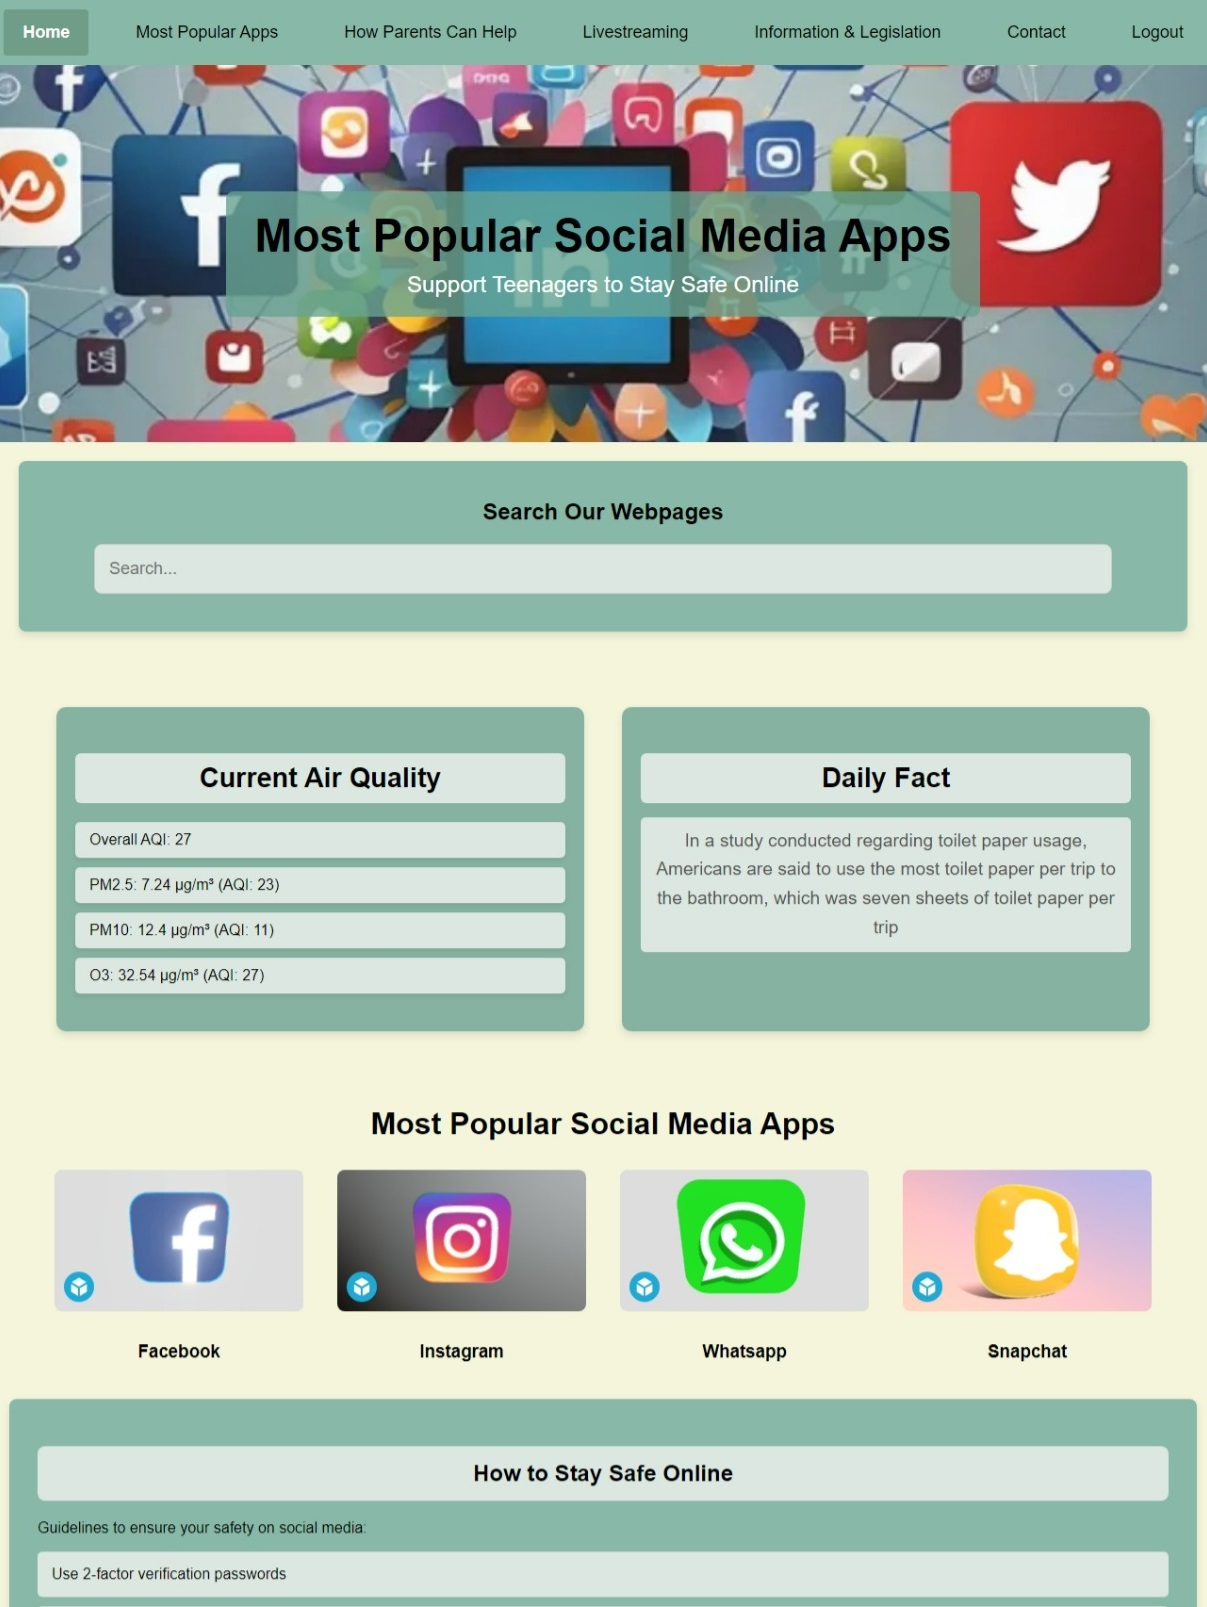 Home
Most Popular Apps
How Parents Can Help
Livestreaming
Information & Legislation
Contact
Logout
Most Popular Social Media Apps
Support Teenagers to Stay Safe Online
Search Our Webpages
Search...
Current Air Quality
Overall AQI: 27
PM2.5: 7.24 µg/m³ (AQI: 23)
PM10: 12.4 µg/m³ (AQI: 11)
O3: 32.54 µg/m³ (AQI: 27)
Daily Fact
In a study conducted regarding toilet paper usage,
Americans are said to use the most toilet paper per trip to
the bathroom, which was seven sheets of toilet paper per
trip
Most Popular Social Media Apps
Facebook
Instagram
Whatsapp
Snapchat
How to Stay Safe Online
Guidelines to ensure your safety on social media:
Use 2-factor verification passwords